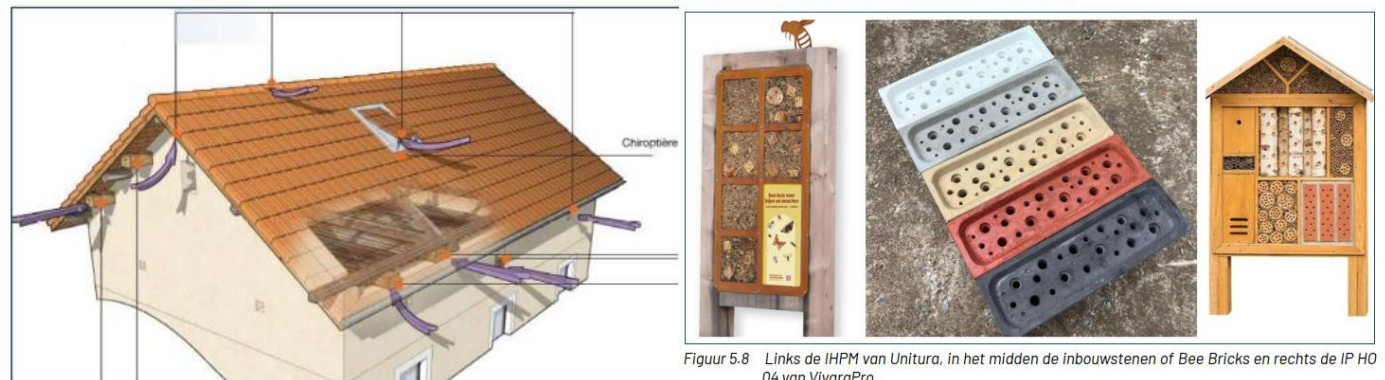 Chiroptière
Een huis voor
bijen en insecten
Figuur 5.8 Links de IHPM van Unitura, in het midden de inbouwstenen of Bee Bricks en rechts de IP HO
04 van VivaraPro